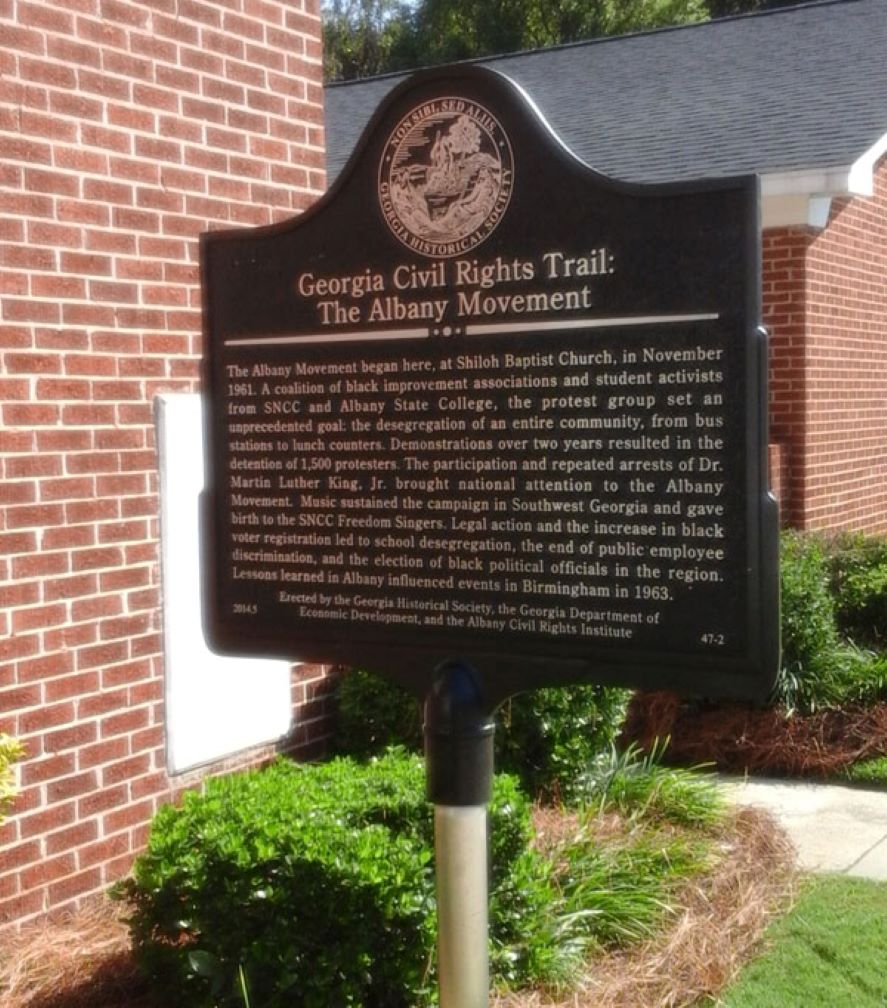 NON SIBI, SED ALIIS
GEORGIA HISTORICAL SOCIETY
Georgia Civil Rights Trail:
The Albany Movement
The Albany Movement began here, at Shiloh Baptist Church, in November
1961. A coalition of black improvement associations and student activists
from SNCC and Albany State College, the protest group set an
unprecedented goal: the desegregation of an entire community, from bus
stations to lunch counters. Demonstrations over two years resulted in the
detention of 1,500 protesters. The participation and repeated arrests of Dr.
Martin Luther King, Jr. brought national attention to the Albany
Movement. Music sustained the campaign in Southwest Georgia and gave
birth to the SNCC Freedom Singers. Legal action and the increase in black
voter registration led to school desegregation, the end of public employee
discrimination, and the election of black political officials in the region.
Lessons learned in Albany influenced events in Birmingham in 1963.
Erected by the Georgia Historical Society, the Georgia Department of
Economic Development, and the Albany Civil Rights Institute
2014.5
47-2